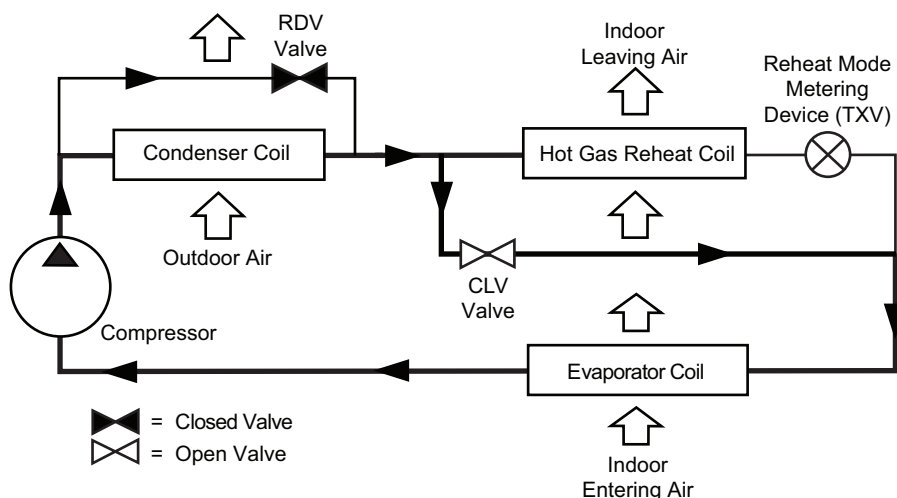 RDV
Valve
Indoor
Leaving Air
Reheat Mode
Metering
Device (TXV)
Condenser Coil
Hot Gas Reheat Coil
Outdoor Air
CLV
Valve
Compressor
Evaporator Coil
= Closed Valve
= Open Valve
Indoor
Entering Air